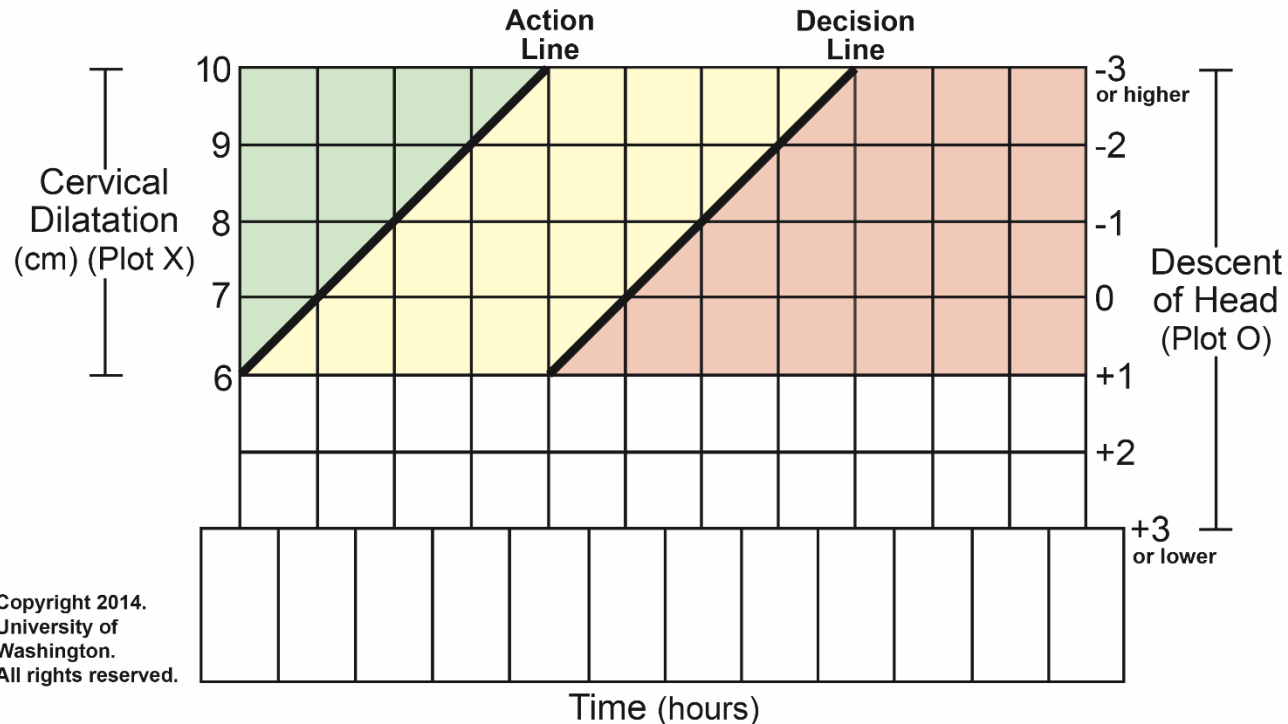 Action
Line
Decision
Line
10
9
8
7
6
Cervical
Dilatation
(cm) (Plot X)
-3
or higher
-2
-1
0
+1
+2
+3
or lower
Descent
of Head
(Plot O)
Copyright 2014.
University of
Washington.
All rights reserved.
Time (hours)